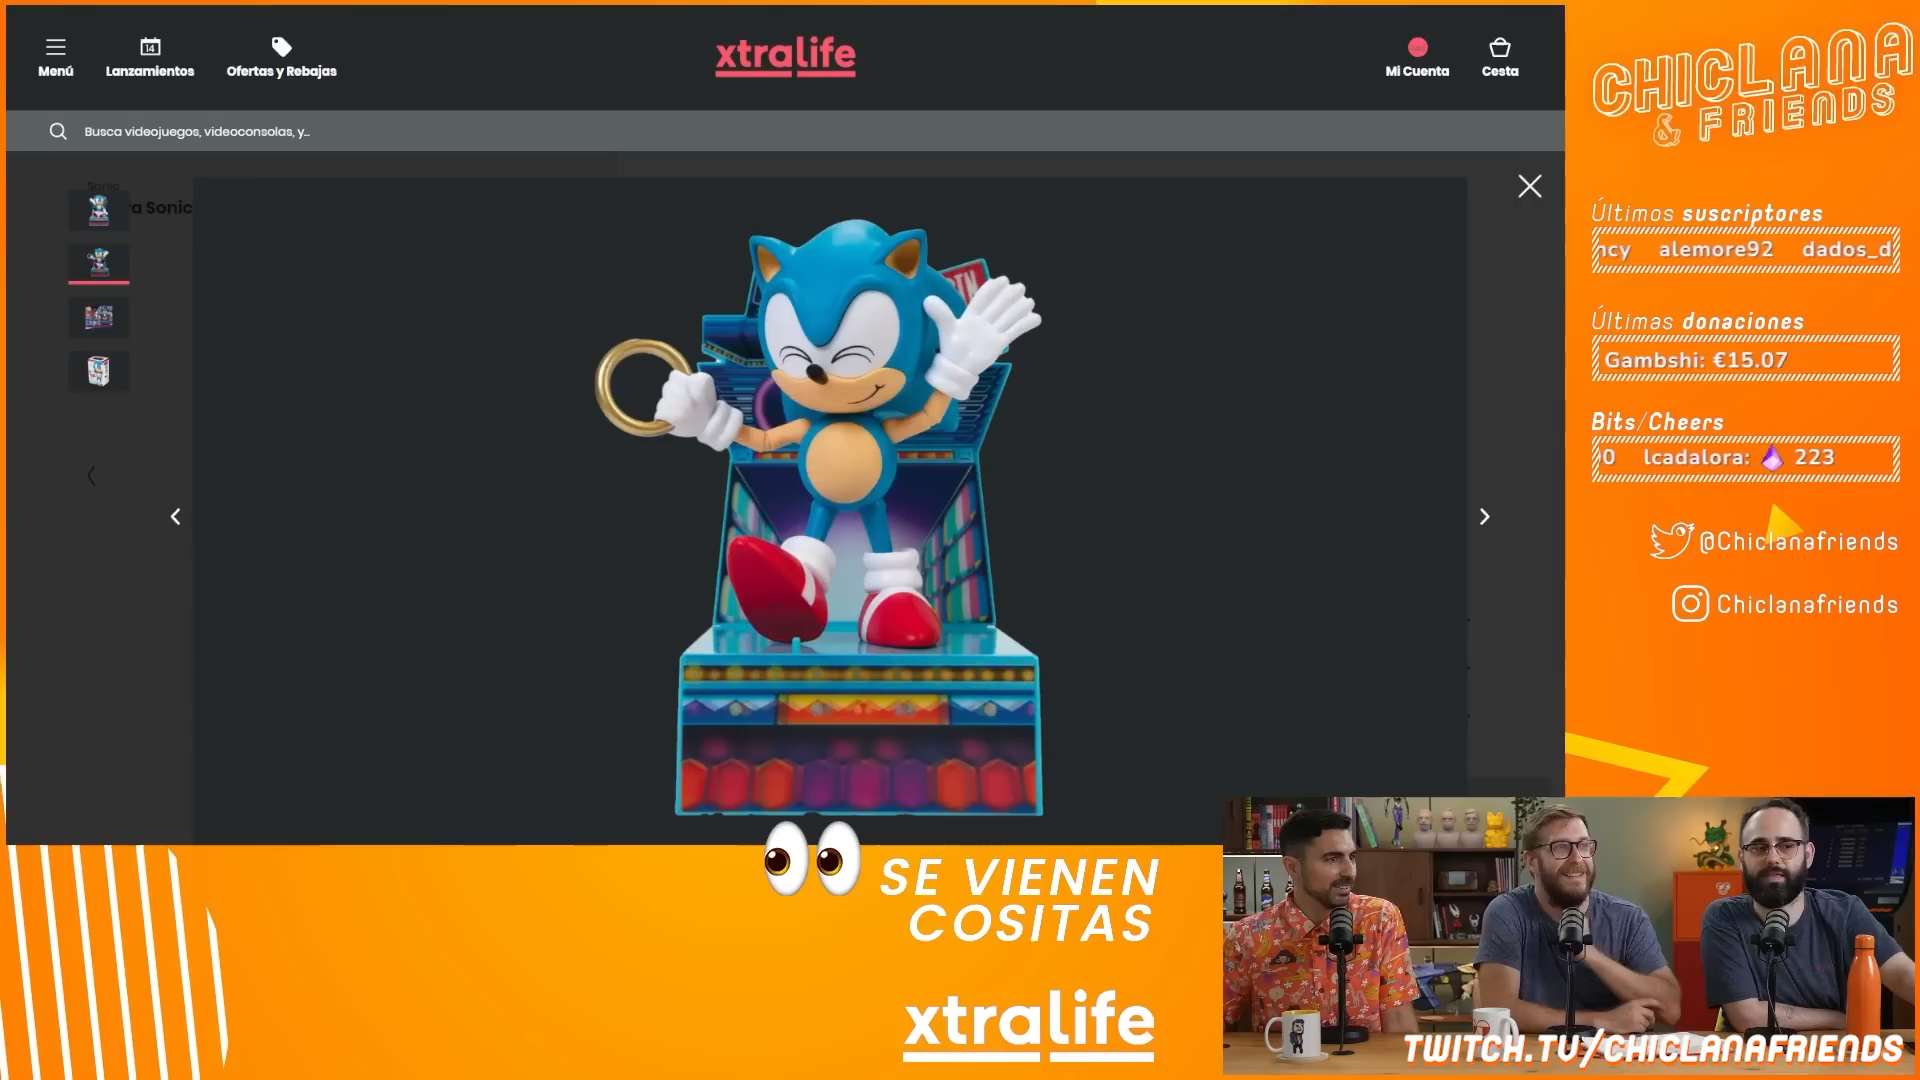 Menú
Lanzamientos
Ofertas y Rebajas
xtralife
Mi Cuenta
Cesta
Busca videojuegos, videoconsolas, y...
Sonic
ra Sonic
CHICLANA
& FRIENDS
Últimos suscriptores
ncy alemore92 dados_d
Últimas donaciones
Gambshi: €15.07
Bits/Cheers
0 lcadalora: 223
@Chiclanafriends
Chiclanafriends
SE VIENEN
COSITAS
xtralife
TWITCH.TV/CHICLANAFRIENDS